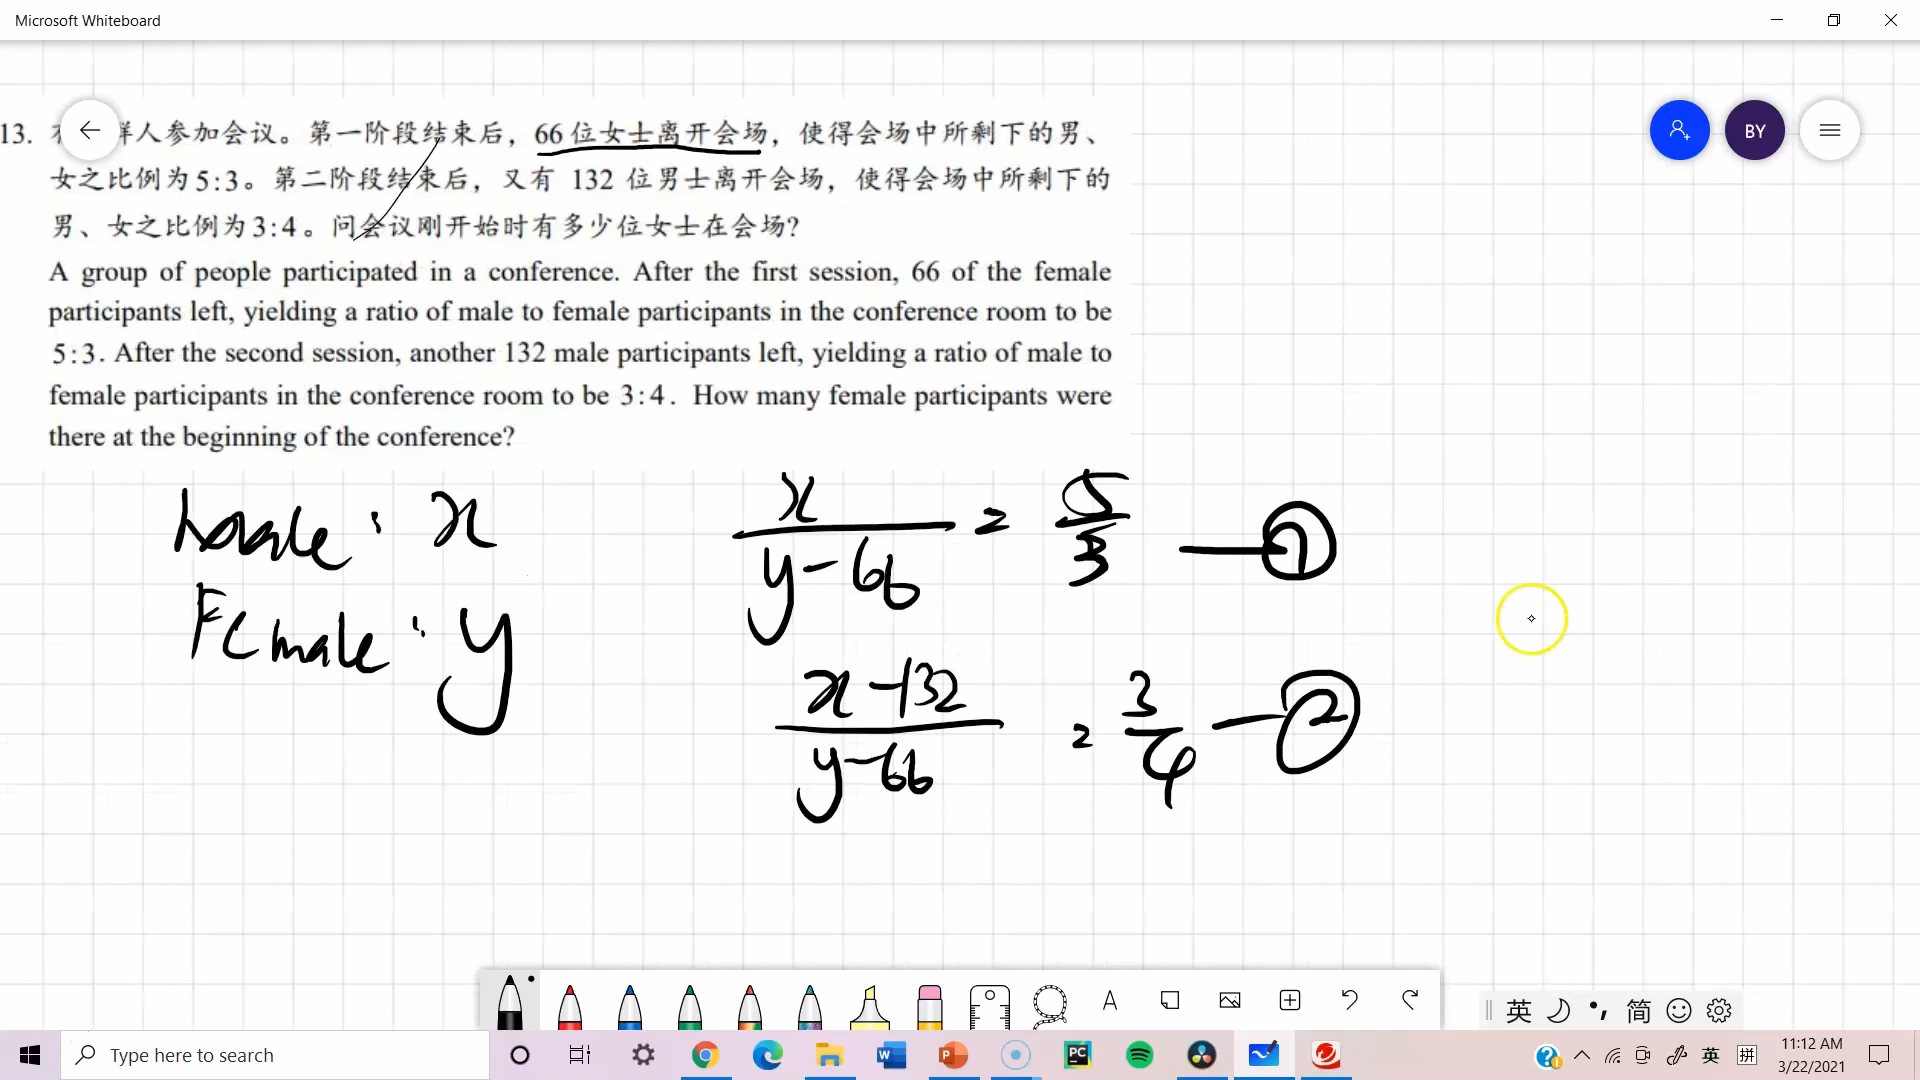 Microsoft Whiteboard
BY
13. 群人参加会议。第一阶段结束后，66 位女士离开会场，使得会场中所剩下的男、
女之比例为 5:3。第二阶段结束后，又有 132 位男士离开会场，使得会场中所剩下的
男、女之比例为 3:4。问会议刚开始时有多少位女士在会场?
A group of people participated in a conference. After the first session, 66 of the female
participants left, yielding a ratio of male to female participants in the conference room to be
5:3. After the second session, another 132 male participants left, yielding a ratio of male to
female participants in the conference room to be 3:4. How many female participants were
there at the beginning of the conference?
: x
Female : y
x
y-66
=
5
3
— ①
x-132
y-66
=
3
4
— ②
A
英 简
Type here to search
W
P
PC
英 拼
11:12 AM
3/22/2021